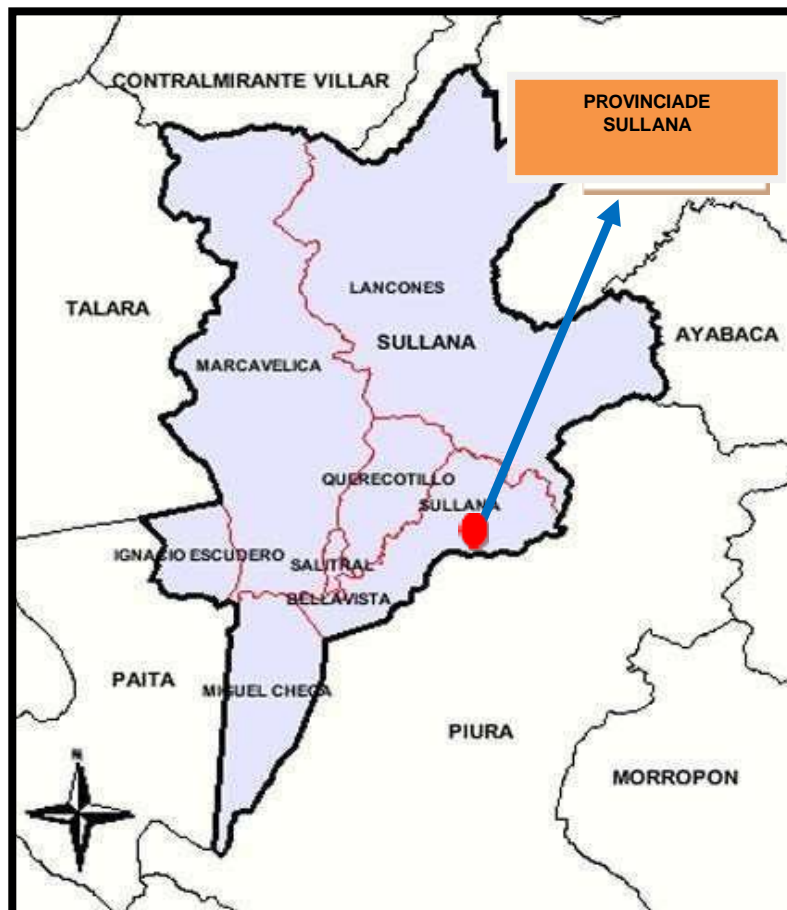 CONTRALMIRANTE VILLAR
PROVINCIADE
SULLANA
LANCONES
TALARA
SULLANA
AYABACA
MARCAVELICA
QUERECOTILLO
SULLANA
IGNACIO ESCUDERO
SALITRAL
BELLAVISTA
PAITA
MIGUEL CHECA
PIURA
MORROPON
N